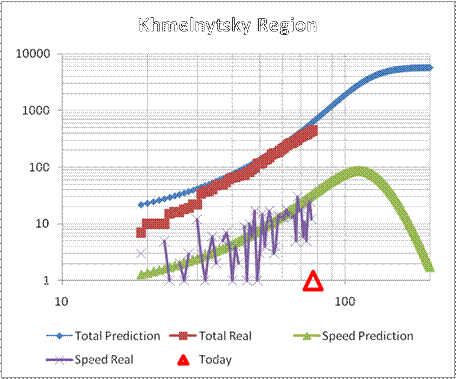 Khmelnytsky Region
10000
1000
100
10
1
10 100
Total Prediction Total Real Speed Prediction
Speed Real Today